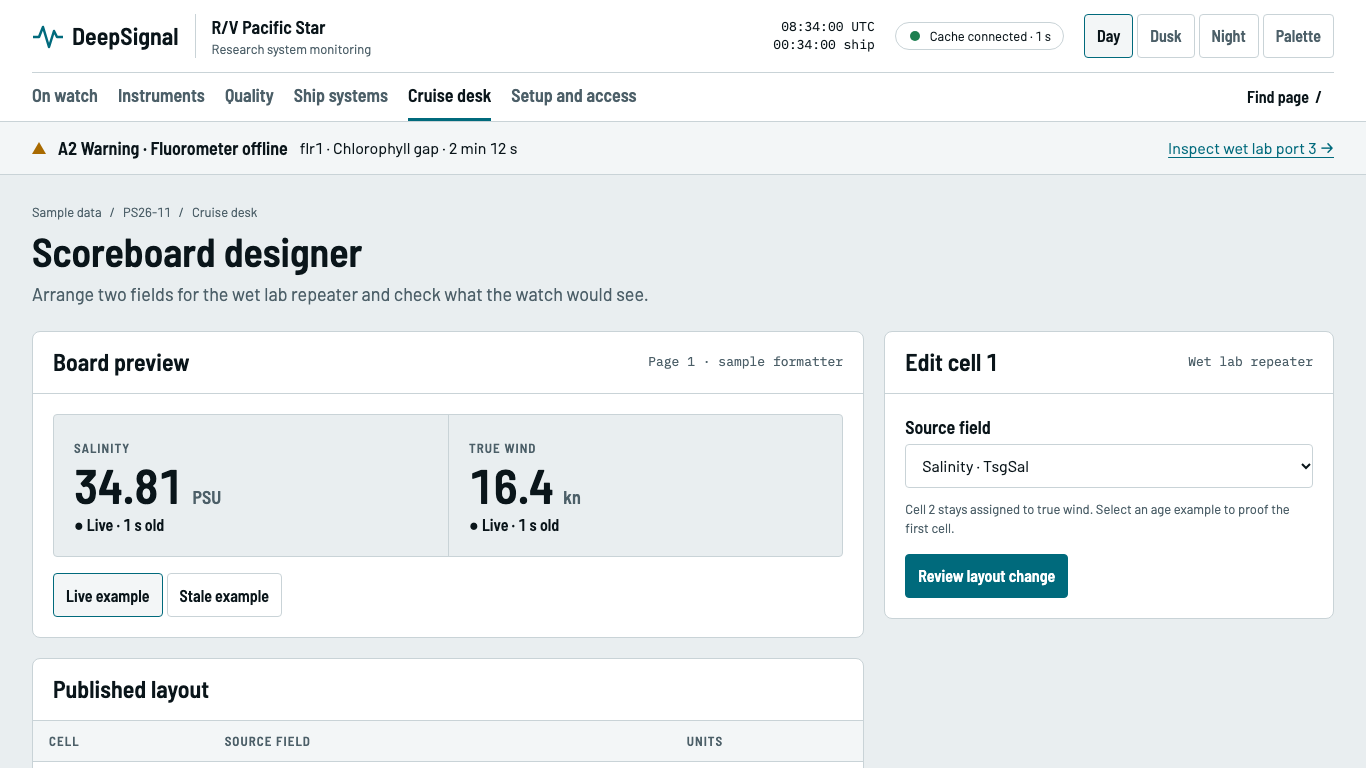 DeepSignal
R/V Pacific Star
Research system monitoring
08:34:00 UTC
00:34:00 ship
Cache connected · 1 s
Day
Dusk
Night
Palette
On watch
Instruments
Quality
Ship systems
Cruise desk
Setup and access
Find page /
A2 Warning · Fluorometer offline
flr1 · Chlorophyll gap · 2 min 12 s
Inspect wet lab port 3 →
Sample data / PS26-11 / Cruise desk
Scoreboard designer
Arrange two fields for the wet lab repeater and check what the watch would see.
Board preview
Page 1 · sample formatter
SALINITY
34.81 PSU
● Live · 1 s old
TRUE WIND
16.4 kn
● Live · 1 s old
Live example
Stale example
Edit cell 1
Wet lab repeater
Source field
Salinity · TsgSal
Cell 2 stays assigned to true wind. Select an age example to proof the
first cell.
Review layout change
Published layout
CELL
SOURCE FIELD
UNITS